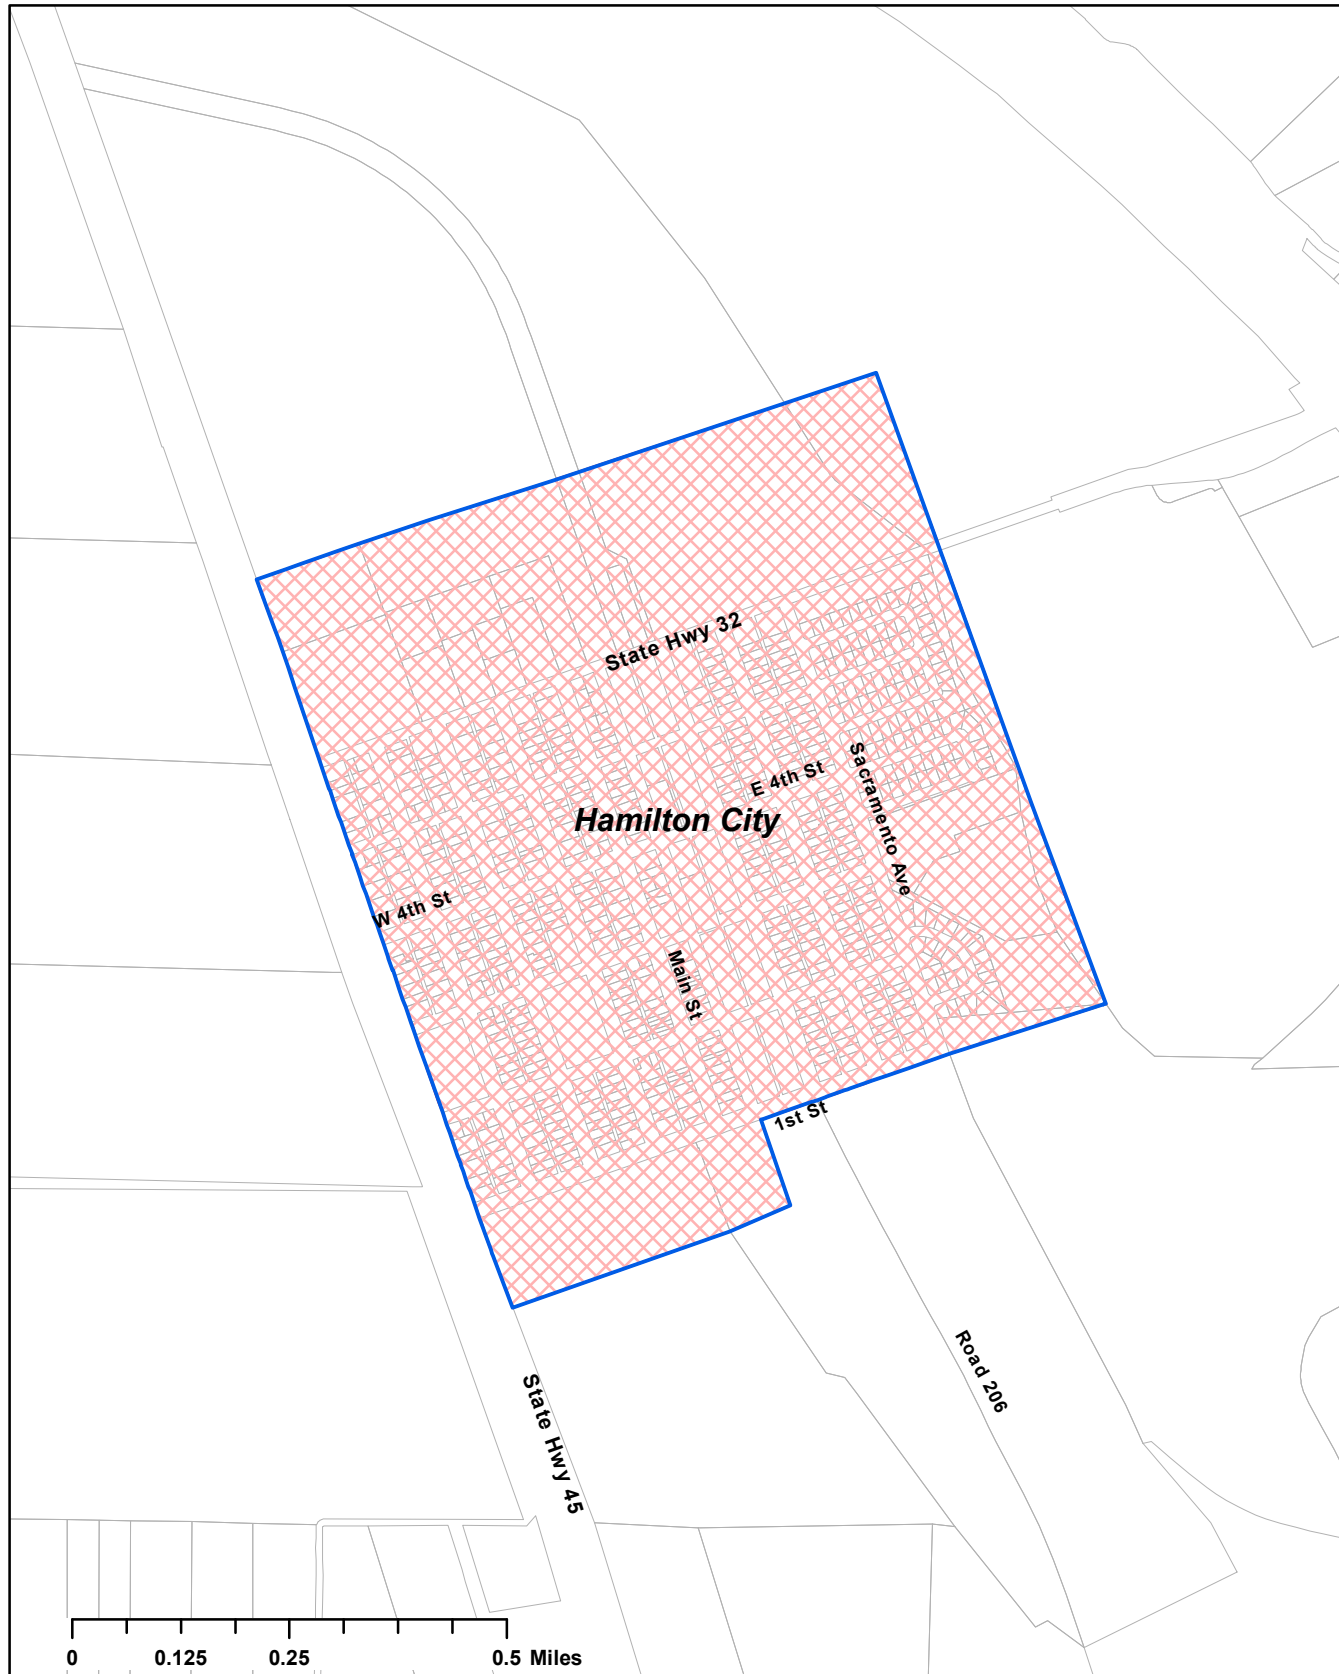 State Hwy 32
E 4th St
Sacramento Ave
Hamilton City
W 4th St
Main St
1st St
Road 206
State Hwy 45
0 0.125 0.25 0.5 Miles